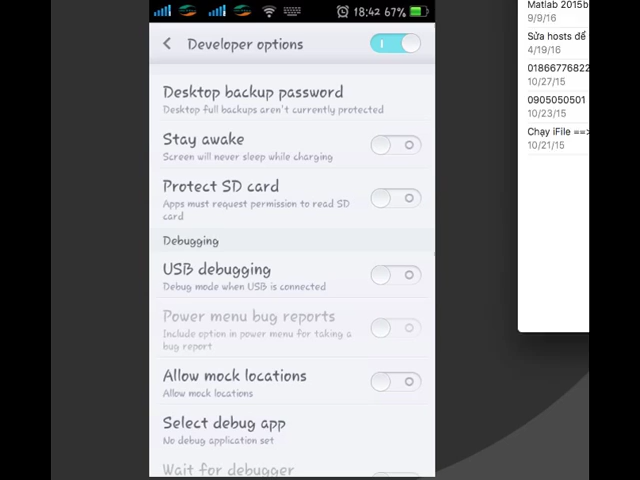 18:42 67%
Developer options
Desktop backup password
Desktop full backups aren't currently protected
Stay awake
Screen will never sleep while charging
Protect SD card
Apps must request permission to read SD
card
Debugging
USB debugging
Debug mode when USB is connected
Power menu bug reports
Include option in power menu for taking a
bug report
Allow mock locations
Allow mock locations
Select debug app
No debug application set
Wait for debugger
Matlab 2015b
9/9/16
Sửa hosts để
4/19/16
01866776822
10/27/15
0905050501
10/23/15
Chạy iFile ==>
10/21/15